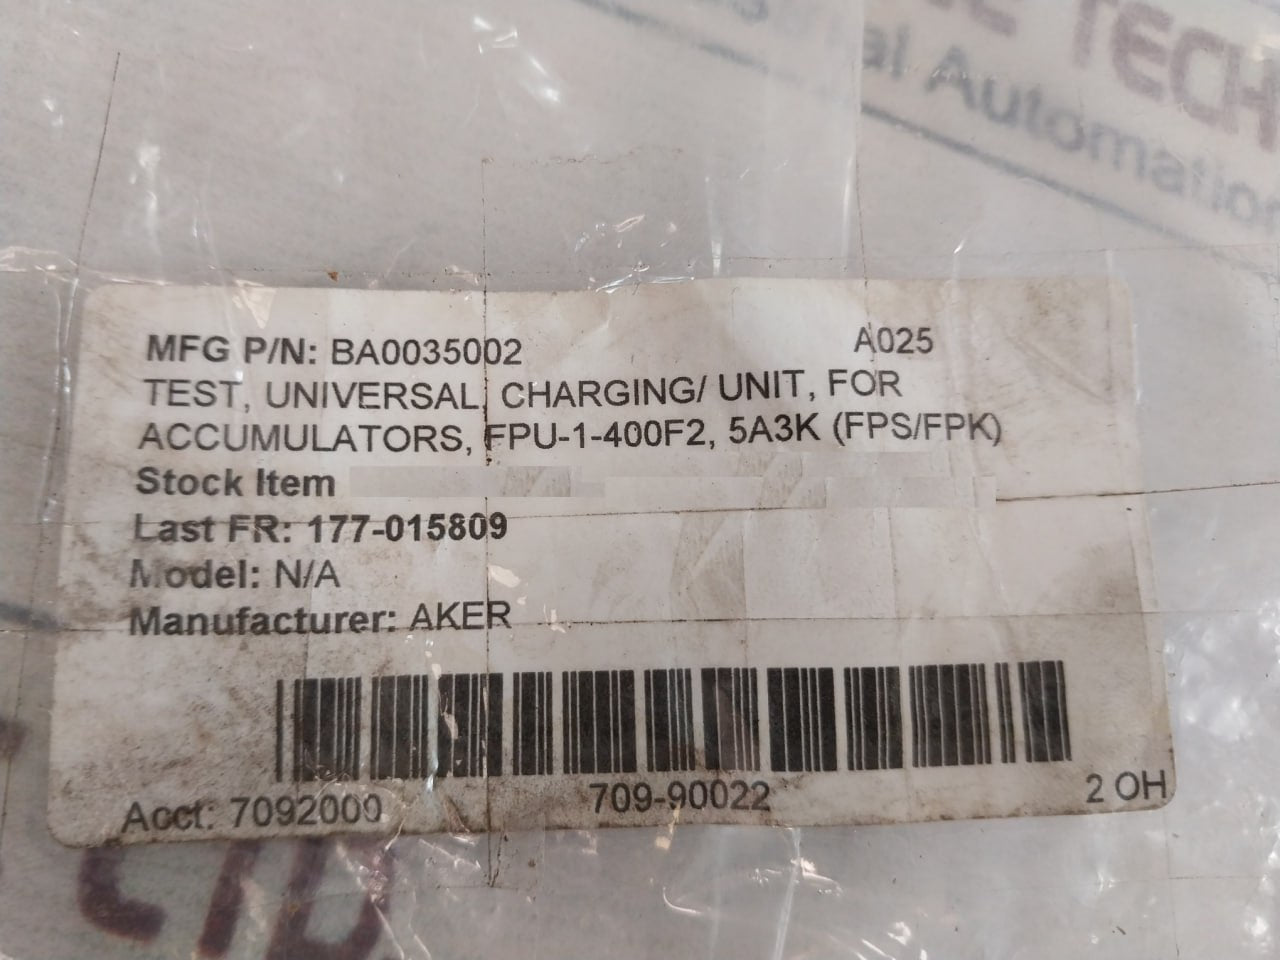 TECH
al Automation
MFG P/N: BA0035002 A025
TEST, UNIVERSAL CHARGING/ UNIT, FOR
ACCUMULATORS, FPU-1-400F2, 5A3K (FPS/FPK)
Stock Item
Last FR: 177-015809
Model: N/A
Manufacturer: AKER
Acct: 7092000 709-90022 2 OH